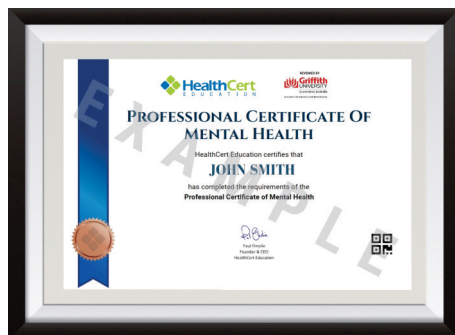 HealthCert
EDUCATION
REVIEWED BY
Griffith
UNIVERSITY
PROFESSIONAL CERTIFICATE OF
MENTAL HEALTH
HealthCert Education certifies that
JOHN SMITH
has completed the requirements of the
Professional Certificate of Mental Health
Founder & CEO
HealthCert Education
EXAMPLE